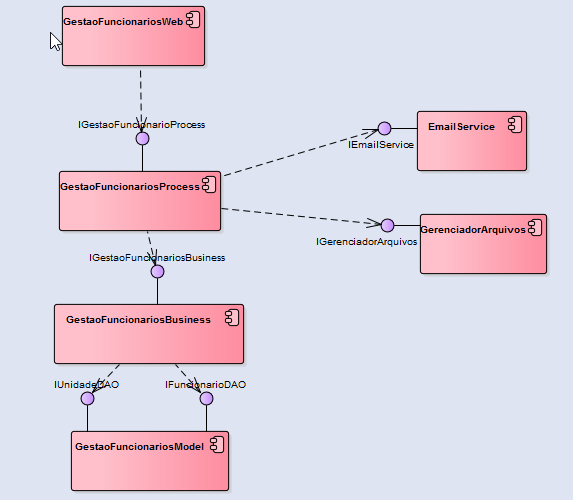 GestaoFuncionariosWeb
IGestaoFuncionarioProcess
EmailService
IEmailService
GestaoFuncionariosProcess
GerenciadorArquivos
IGerenciadorArquivos
IGestaoFuncionariosBusiness
GestaoFuncionariosBusiness
IUnidadeDAO
IFuncionarioDAO
GestaoFuncionariosModel